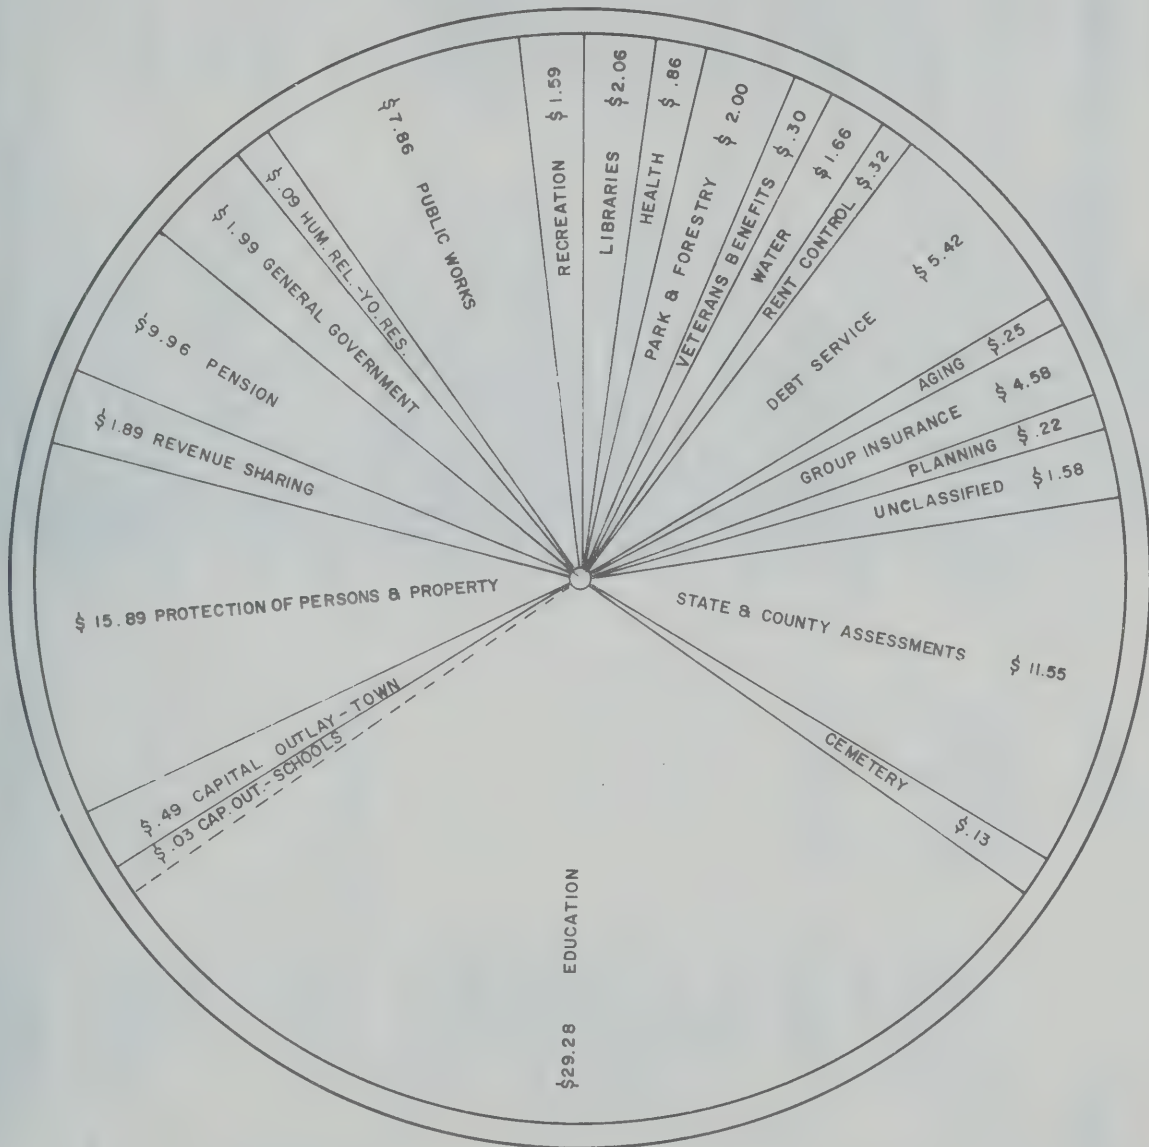 $7.86 PUBLIC WORKS
RECREATION $1.59
LIBRARIES $2.06
HEALTH $.86
PARK & FORESTRY $2.00
VETERANS BENEFITS $.30
WATER $1.66
RENT CONTROL $.32
DEBT SERVICE $5.42
AGING $.25
GROUP INSURANCE $4.58
PLANNING $.22
UNCLASSIFIED $1.58
STATE & COUNTY ASSESSMENTS $11.55
CEMETERY $.13
$29.28 EDUCATION
$.03 CAP. OUT.-SCHOOLS
$.49 CAPITAL OUTLAY-TOWN
$15.89 PROTECTION OF PERSONS & PROPERTY
$1.89 REVENUE SHARING
$9.96 PENSION
$1.99 GENERAL GOVERNMENT
$.09 HUM. REL.-YO. RES.